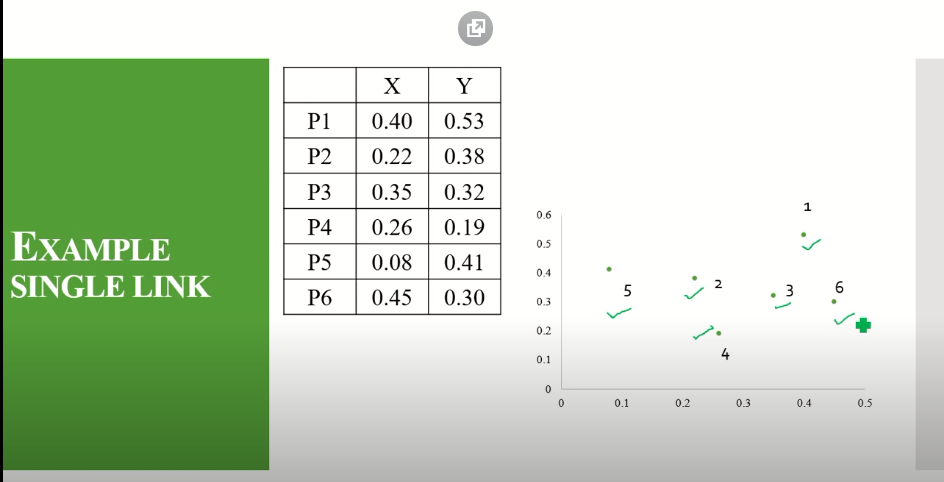 EXAMPLE
SINGLE LINK
X Y
P1 0.40 0.53
P2 0.22 0.38
P3 0.35 0.32
P4 0.26 0.19
P5 0.08 0.41
P6 0.45 0.30
1
0.6
0.5
0.4
0.3
0.2
0.1
0
5
2
3
6
4
0 0.1 0.2 0.3 0.4 0.5